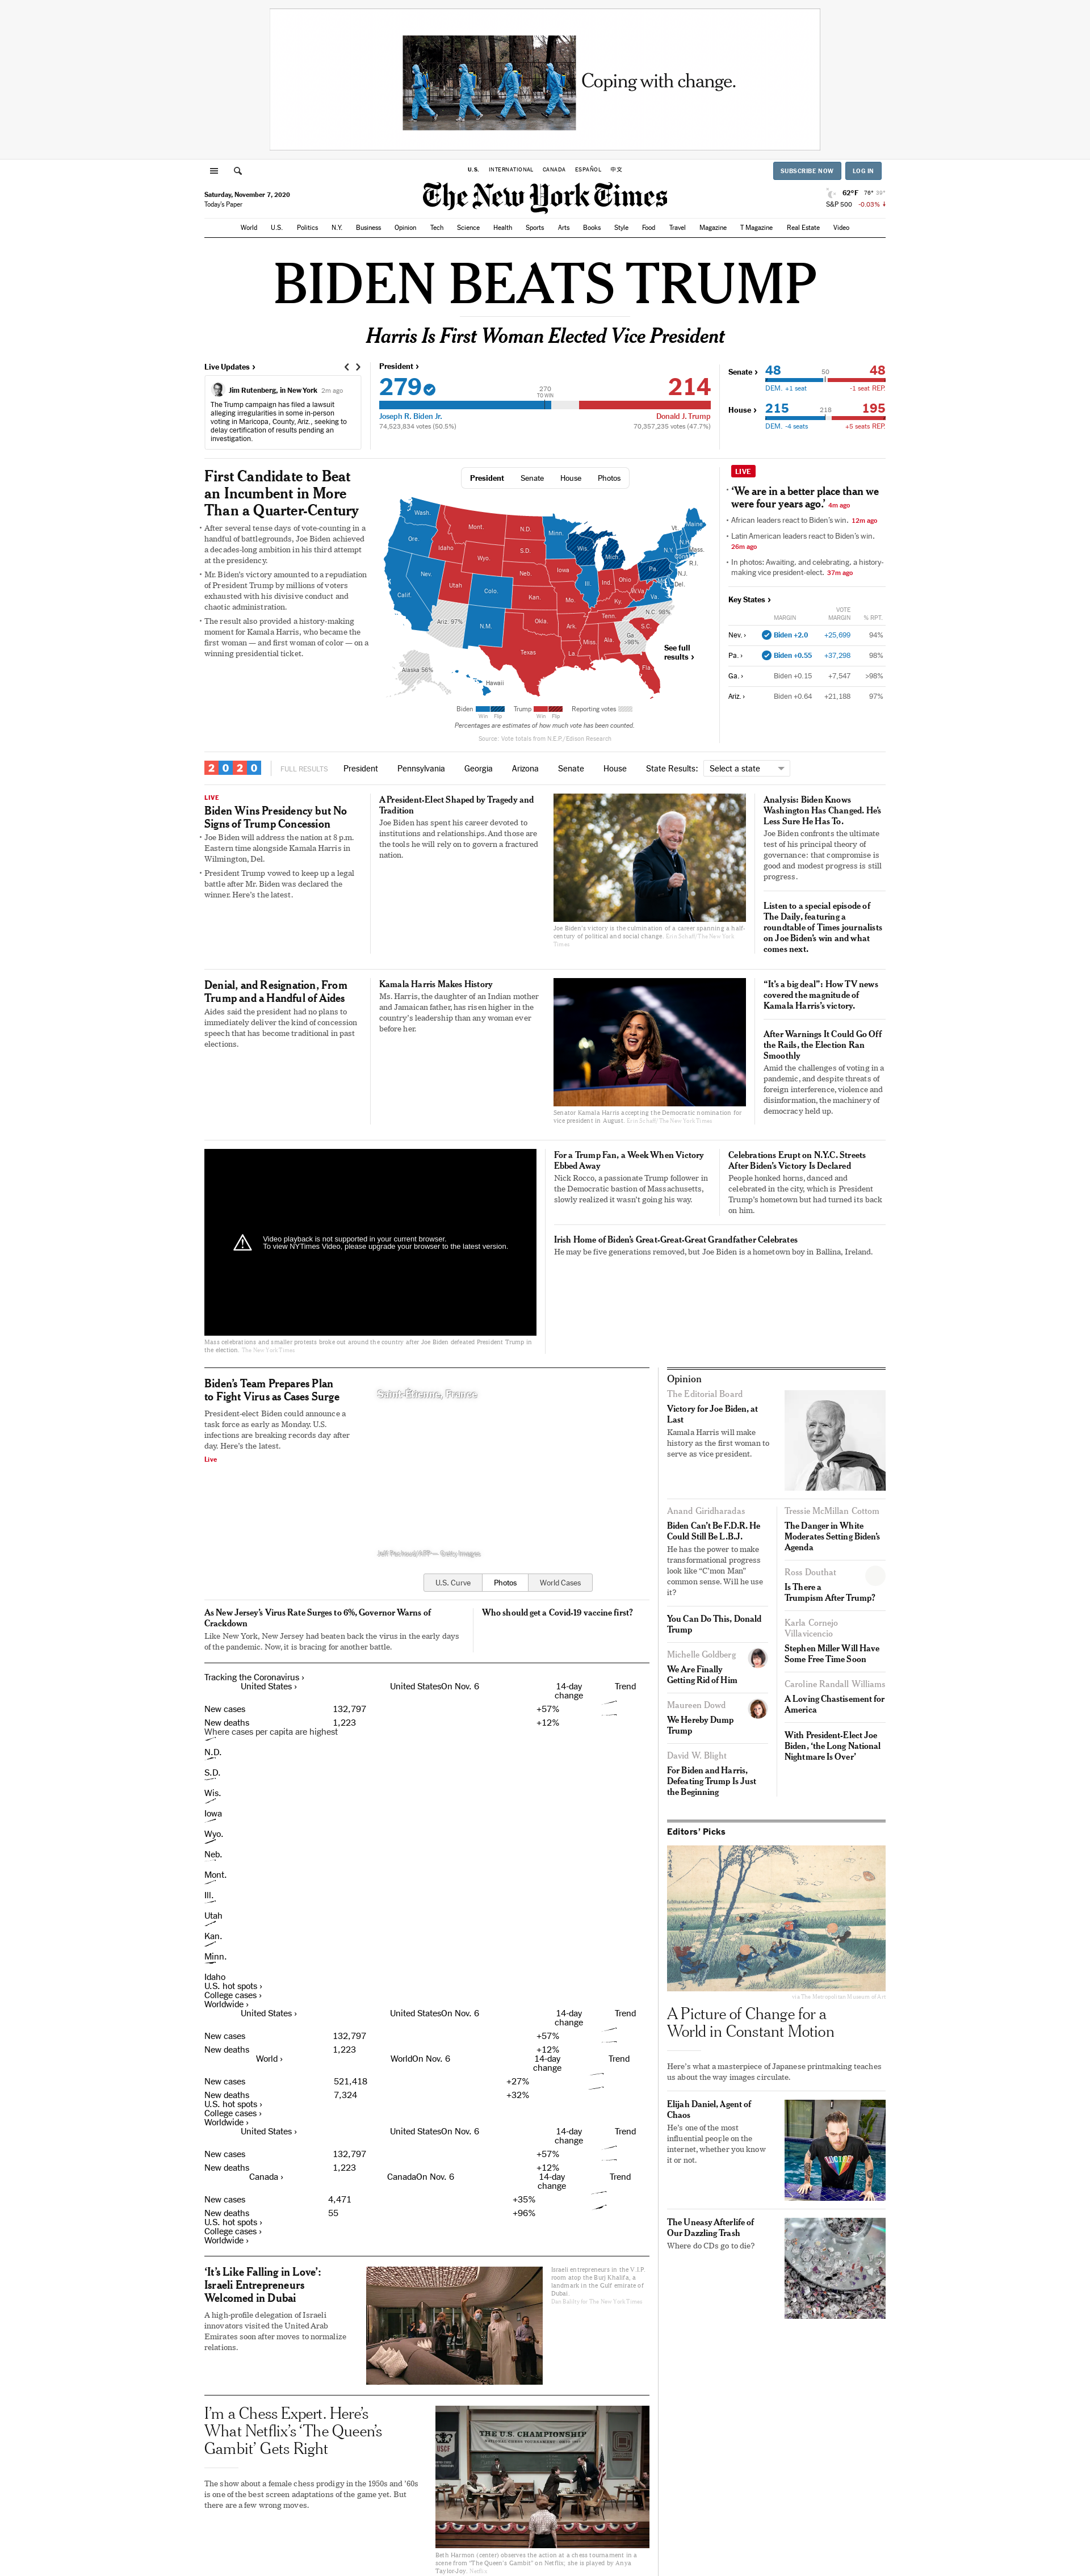 Coping with change.
U.S. INTERNATIONAL CANADA ESPAÑOL 中文
SUBSCRIBE NOW LOG IN
Saturday, November 7, 2020
Today's Paper
The New York Times
62°F 76° 39°
S&P 500 -0.03%
World U.S. Politics N.Y. Business Opinion Tech Science Health Sports Arts Books Style Food Travel Magazine T Magazine Real Estate Video
BIDEN BEATS TRUMP
Harris Is First Woman Elected Vice President
Live Updates ›
Jim Rutenberg, in New York 2m ago
The Trump campaign has filed a lawsuit
alleging irregularities in some in-person
voting in Maricopa, County, Ariz., seeking to
delay certification of results pending an
investigation.
President ›
279 270 214
TO WIN
Joseph R. Biden Jr. Donald J. Trump
74,523,834 votes (50.5%) 70,357,235 votes (47.7%)
Senate › 48 50 48
DEM. +1 seat -1 seat REP.
House › 215 218 195
DEM. -4 seats +5 seats REP.
First Candidate to Beat
an Incumbent in More
Than a Quarter-Century
After several tense days of vote-counting in a
handful of battlegrounds, Joe Biden achieved
a decades-long ambition in his third attempt
at the presidency.
Mr. Biden's victory amounted to a repudiation
of President Trump by millions of voters
exhausted with his divisive conduct and
chaotic administration.
The result also provided a history-making
moment for Kamala Harris, who became the
first woman — and first woman of color — on a
winning presidential ticket.
President Senate House Photos
Wash.
Ore.
Calif.
Nev.
Idaho
Mont.
Wyo.
Utah
Colo.
Ariz. 97%
N.M.
N.D.
S.D.
Neb.
Kan.
Okla.
Texas
Minn.
Iowa
Mo.
Ark.
La.
Wis.
Ill.
Mich.
Ind.
Ohio
Ky.
Tenn.
Miss.
Ala.
Ga.
>98%
Fla.
S.C.
N.C. 98%
Va.
W.Va.
Pa.
N.Y.
Vt.
N.H.
Maine
Mass.
Conn.
R.I.
N.J.
Del.
Alaska 56%
Hawaii
See full
results ›
Biden Trump Reporting votes
Win Flip Win Flip
Percentages are estimates of how much vote has been counted.
Source: Vote totals from N.E.P./Edison Research
LIVE
‘We are in a better place than we
were four years ago.’ 4m ago
African leaders react to Biden's win. 12m ago
Latin American leaders react to Biden's win.
26m ago
In photos: Awaiting, and celebrating, a history-
making vice president-elect. 37m ago
Key States ›
VOTE
MARGIN MARGIN % RPT.
Nev. › Biden +2.0 +25,699 94%
Pa. › Biden +0.55 +37,298 98%
Ga. › Biden +0.15 +7,547 >98%
Ariz. › Biden +0.64 +21,188 97%
2020 FULL RESULTS President Pennsylvania Georgia Arizona Senate House State Results: Select a state
LIVE
Biden Wins Presidency but No
Signs of Trump Concession
Joe Biden will address the nation at 8 p.m.
Eastern time alongside Kamala Harris in
Wilmington, Del.
President Trump vowed to keep up a legal
battle after Mr. Biden was declared the
winner. Here's the latest.
A President-Elect Shaped by Tragedy and
Tradition
Joe Biden has spent his career devoted to
institutions and relationships. And those are
the tools he will rely on to govern a fractured
nation.
Joe Biden's victory is the culmination of a career spanning a half-
century of political and social change. Erin Schaff/The New York
Times
Analysis: Biden Knows
Washington Has Changed. He's
Less Sure He Has To.
Joe Biden confronts the ultimate
test of his principal theory of
governance: that compromise is
good and modest progress is still
progress.
Listen to a special episode of
The Daily, featuring a
roundtable of Times journalists
on Joe Biden's win and what
comes next.
Denial, and Resignation, From
Trump and a Handful of Aides
Aides said the president had no plans to
immediately deliver the kind of concession
speech that has become traditional in past
elections.
Kamala Harris Makes History
Ms. Harris, the daughter of an Indian mother
and Jamaican father, has risen higher in the
country's leadership than any woman ever
before her.
Senator Kamala Harris accepting the Democratic nomination for
vice president in August. Erin Schaff/The New York Times
“It's a big deal”: How TV news
covered the magnitude of
Kamala Harris's victory.
After Warnings It Could Go Off
the Rails, the Election Ran
Smoothly
Amid the challenges of voting in a
pandemic, and despite threats of
foreign interference, violence and
disinformation, the machinery of
democracy held up.
Video playback is not supported in your current browser.
To view NYTimes Video, please upgrade your browser to the latest version.
Mass celebrations and smaller protests broke out around the country after Joe Biden defeated President Trump in
the election. The New York Times
For a Trump Fan, a Week When Victory
Ebbed Away
Nick Rocco, a passionate Trump follower in
the Democratic bastion of Massachusetts,
slowly realized it wasn't going his way.
Celebrations Erupt on N.Y.C. Streets
After Biden's Victory Is Declared
People honked horns, danced and
celebrated in the city, which is President
Trump's hometown but had turned its back
on him.
Irish Home of Biden's Great-Great-Great Grandfather Celebrates
He may be five generations removed, but Joe Biden is a hometown boy in Ballina, Ireland.
Biden's Team Prepares Plan
to Fight Virus as Cases Surge
President-elect Biden could announce a
task force as early as Monday. U.S.
infections are breaking records day after
day. Here's the latest.
Live
Saint-Étienne, France
Jeff Pachoud/AFP — Getty Images
U.S. Curve Photos World Cases
As New Jersey's Virus Rate Surges to 6%, Governor Warns of
Crackdown
Like New York, New Jersey had beaten back the virus in the early days
of the pandemic. Now, it is bracing for another battle.
Who should get a Covid-19 vaccine first?
Tracking the Coronavirus ›
United States › United StatesOn Nov. 6 14-day Trend
change
New cases 132,797 +57%
New deaths 1,223 +12%
Where cases per capita are highest
N.D.
S.D.
Wis.
Iowa
Wyo.
Neb.
Mont.
Ill.
Utah
Kan.
Minn.
Idaho
U.S. hot spots ›
College cases ›
Worldwide ›
United States › United StatesOn Nov. 6 14-day Trend
change
New cases 132,797 +57%
New deaths 1,223 +12%
World › WorldOn Nov. 6 14-day Trend
change
New cases 521,418 +27%
New deaths 7,324 +32%
U.S. hot spots ›
College cases ›
Worldwide ›
United States › United StatesOn Nov. 6 14-day Trend
change
New cases 132,797 +57%
New deaths 1,223 +12%
Canada › CanadaOn Nov. 6 14-day Trend
change
New cases 4,471 +35%
New deaths 55 +96%
U.S. hot spots ›
College cases ›
Worldwide ›
‘It's Like Falling in Love’:
Israeli Entrepreneurs
Welcomed in Dubai
A high-profile delegation of Israeli
innovators visited the United Arab
Emirates soon after moves to normalize
relations.
Israeli entrepreneurs in the V.I.P.
room atop the Burj Khalifa, a
landmark in the Gulf emirate of
Dubai.
Dan Balilty for The New York Times
I'm a Chess Expert. Here's
What Netflix's ‘The Queen's
Gambit’ Gets Right
The show about a female chess prodigy in the 1950s and ’60s
is one of the best screen adaptations of the game yet. But
there are a few wrong moves.
THE U.S. CHAMPIONSHIP
USCF
Beth Harmon (center) observes the action at a chess tournament in a
scene from “The Queen's Gambit” on Netflix; she is played by Anya
Taylor-Joy. Netflix
Opinion
The Editorial Board
Victory for Joe Biden, at
Last
Kamala Harris will make
history as the first woman to
serve as vice president.
Anand Giridharadas
Biden Can't Be F.D.R. He
Could Still Be L.B.J.
He has the power to make
transformational progress
look like “C'mon Man”
common sense. Will he use
it?
You Can Do This, Donald
Trump
Michelle Goldberg
We Are Finally
Getting Rid of Him
Maureen Dowd
We Hereby Dump
Trump
David W. Blight
For Biden and Harris,
Defeating Trump Is Just
the Beginning
Tressie McMillan Cottom
The Danger in White
Moderates Setting Biden's
Agenda
Ross Douthat
Is There a
Trumpism After Trump?
Karla Cornejo
Villavicencio
Stephen Miller Will Have
Some Free Time Soon
Caroline Randall Williams
A Loving Chastisement for
America
With President-Elect Joe
Biden, ‘the Long National
Nightmare Is Over’
Editors' Picks
via The Metropolitan Museum of Art
A Picture of Change for a
World in Constant Motion
Here's what a masterpiece of Japanese printmaking teaches
us about the way images circulate.
Elijah Daniel, Agent of
Chaos
He's one of the most
influential people on the
internet, whether you know
it or not.
The Uneasy Afterlife of
Our Dazzling Trash
Where do CDs go to die?